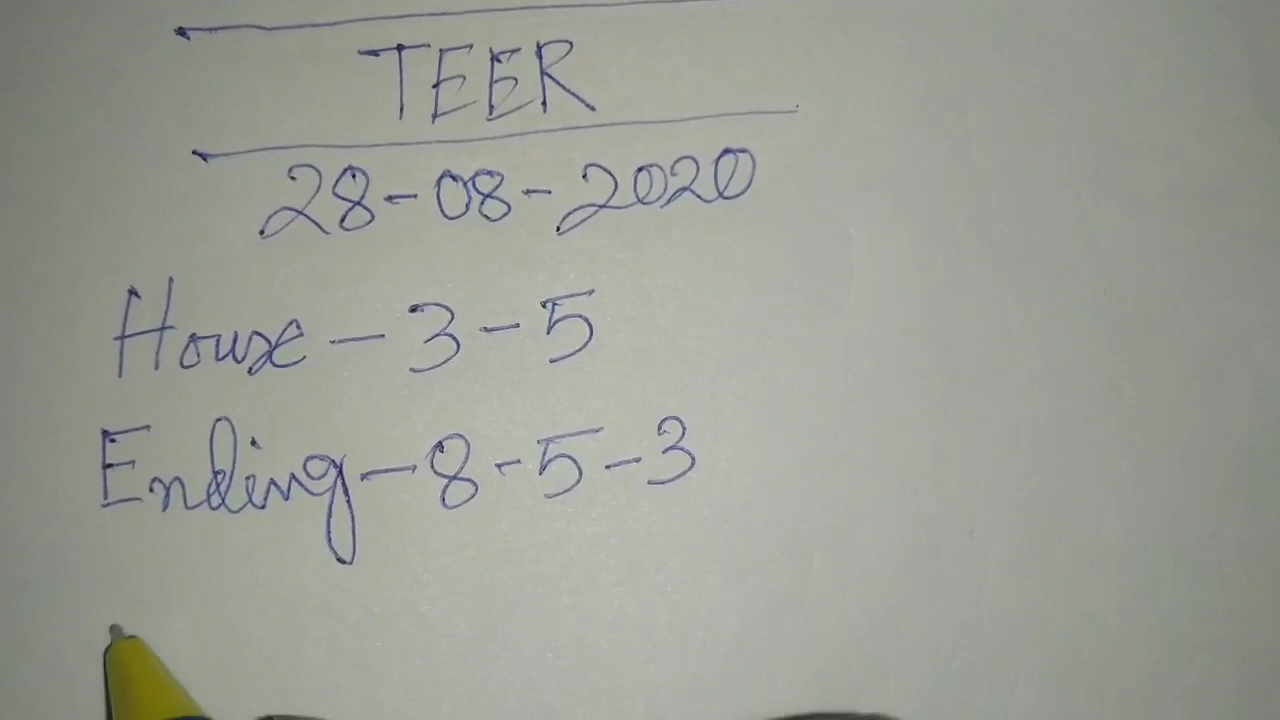 TEER
28-08-2020
House - 3 - 5
Ending - 8 - 5 - 3